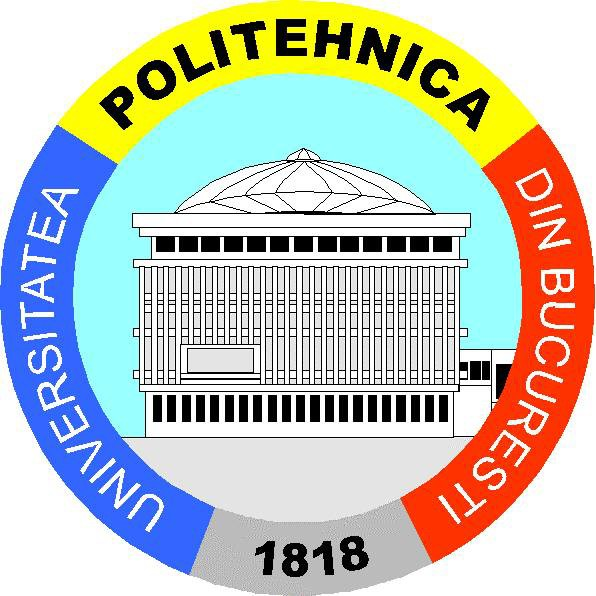 UNIVERSITATEA
POLITEHNICA
DIN BUCURESTI
1818